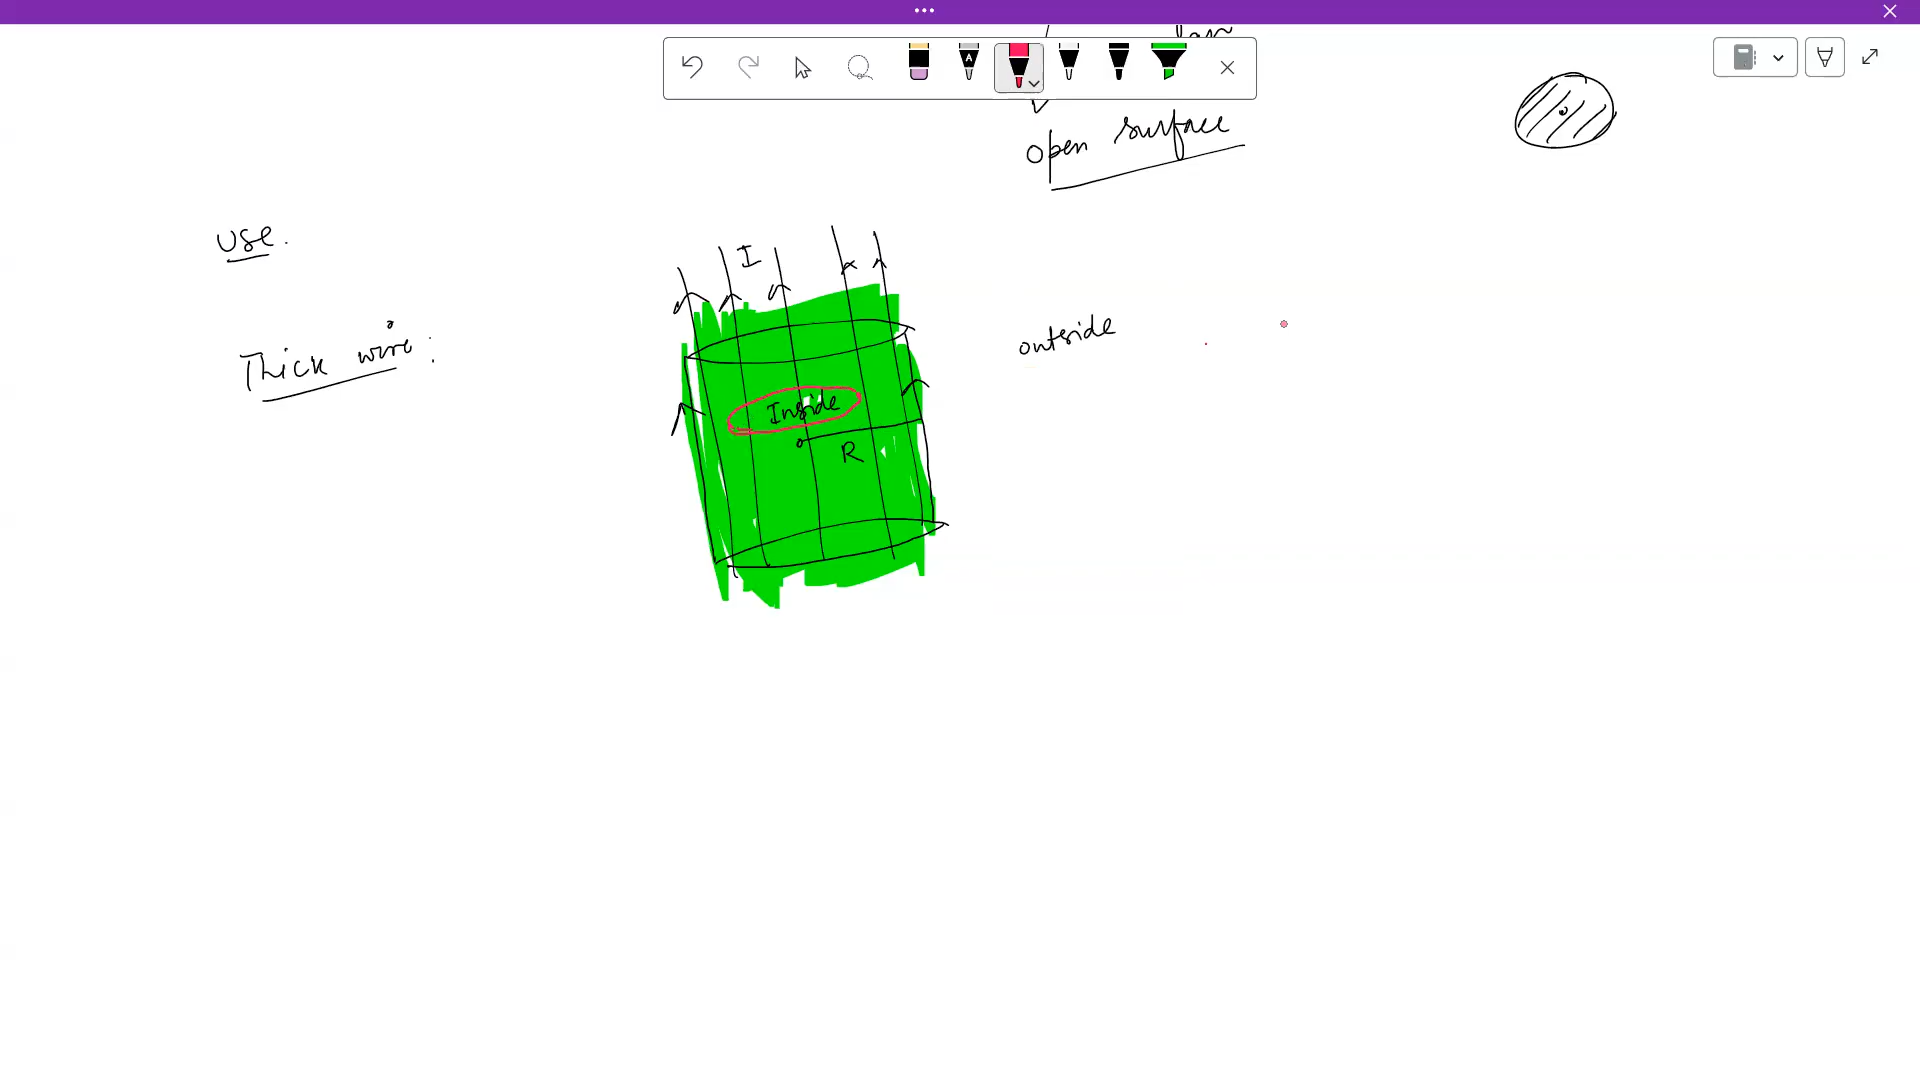 open surface
use.
I
Thick wire:
outside
Inside
R